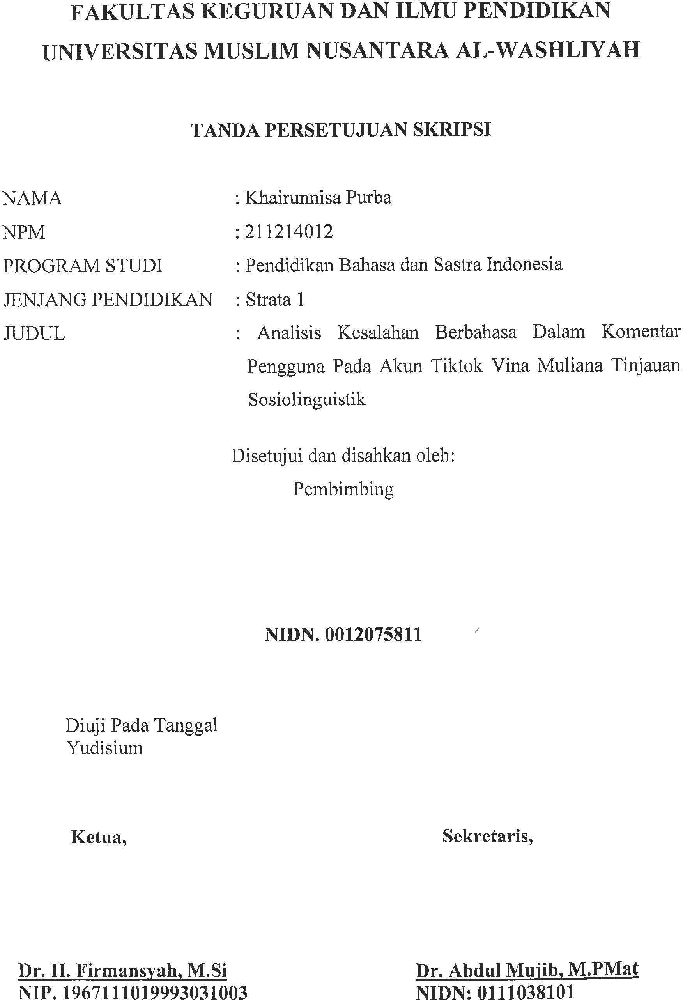 FAKULTAS KEGURUAN DAN ILMU PENDIDIKAN
UNIVERSITAS MUSLIM NUSANTARA AL-WASHLIYAH
TANDA PERSETUJUAN SKRIPSI
NAMA : Khairunnisa Purba
NPM : 211214012
PROGRAM STUDI : Pendidikan Bahasa dan Sastra Indonesia
JENJANG PENDIDIKAN : Strata 1
JUDUL : Analisis Kesalahan Berbahasa Dalam Komentar
Pengguna Pada Akun Tiktok Vina Muliana Tinjauan
Sosiolinguistik
Disetujui dan disahkan oleh:
Pembimbing
NIDN. 0012075811
Diuji Pada Tanggal
Yudisium
Ketua, Sekretaris,
Dr. H. Firmansyah, M.Si Dr. Abdul Mujib, M.PMat
NIP. 1967111019993031003 NIDN: 0111038101